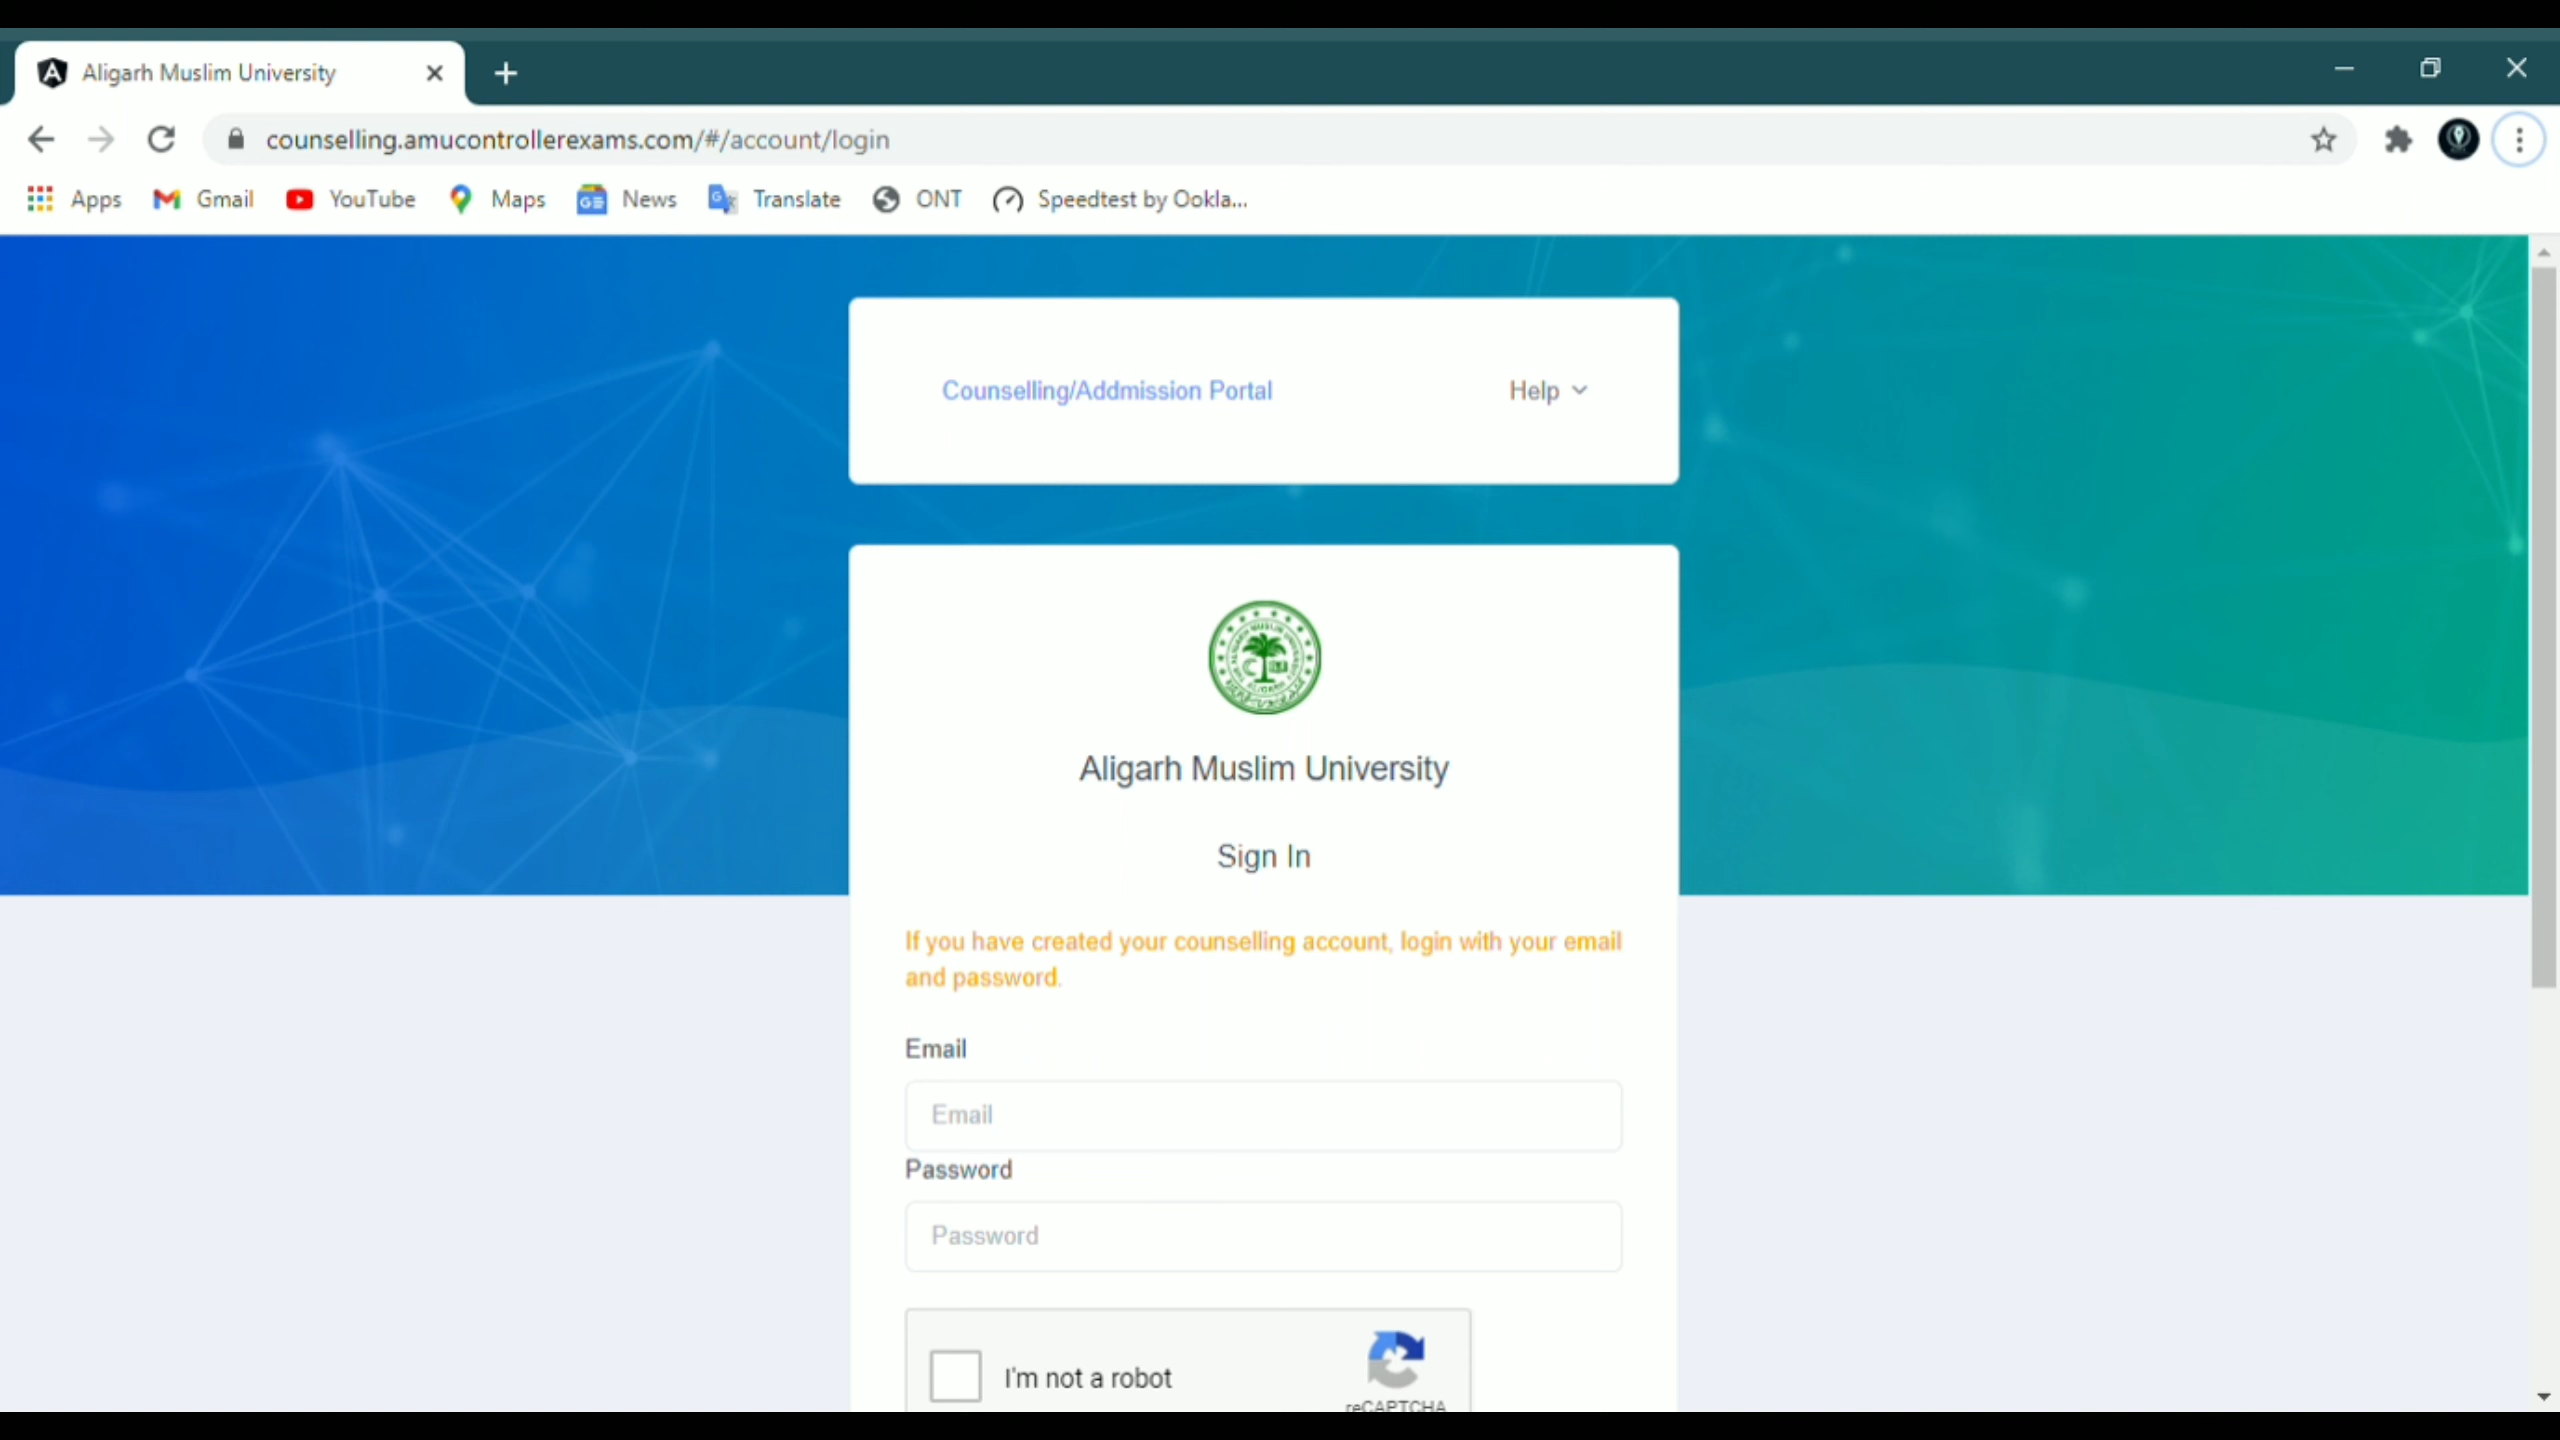 Aligarh Muslim University
counselling.amucontrollerexams.com/#/account/login
Apps Gmail YouTube Maps News Translate ONT Speedtest by Ookla...
Counselling/Addmission Portal Help
Aligarh Muslim University
Sign In
If you have created your counselling account, login with your email
and password.
Email
Email
Password
Password
I'm not a robot
reCAPTCHA